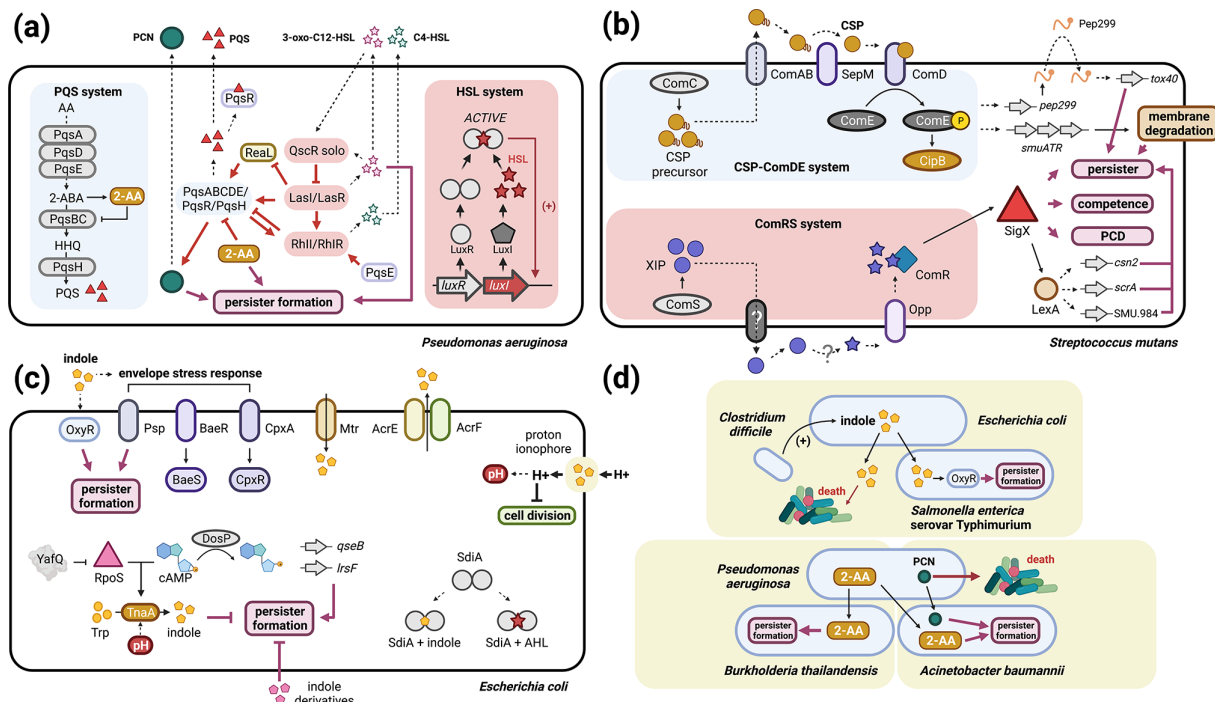 (a)
PCN
PQS
3-oxo-C12-HSL
C4-HSL
PQS system
AA
PqsA
PqsD
PqsE
2-ABA
2-AA
PqsBC
HHQ
PqsH
PQS
PqsR
ReaL
QscR solo
PqsABCDE/
PqsR/PqsH
LasI/LasR
RhlI/RhlR
2-AA
PqsE
persister formation
HSL system
ACTIVE
HSL
(+)
LuxR
LuxI
luxR
luxI
Pseudomonas aeruginosa
(b)
CSP
ComAB
SepM
ComD
ComC
CSP
precursor
ComE
ComE
P
CipB
CSP-ComDE system
Pep299
pep299
tox40
smuATR
membrane
degradation
persister
competence
PCD
SigX
LexA
csn2
scrA
SMU.984
ComRS system
XIP
ComS
ComR
?
Opp
?
Streptococcus mutans
(c)
indole
envelope stress response
OxyR
Psp
BaeR
CpxA
Mtr
AcrE
AcrF
BaeS
CpxR
persister
formation
proton
ionophore
pH
H+
H+
cell division
YafQ
RpoS
cAMP
DosP
qseB
lrsF
Trp
TnaA
indole
pH
persister
formation
SdiA
SdiA + indole
SdiA + AHL
indole
derivatives
Escherichia coli
(d)
Clostridium
difficile
(+)
indole
Escherichia coli
death
OxyR
persister
formation
Salmonella enterica
serovar Typhimurium
Pseudomonas
aeruginosa
2-AA
PCN
death
persister
formation
2-AA
2-AA
persister
formation
Burkholderia thailandensis
Acinetobacter baumannii